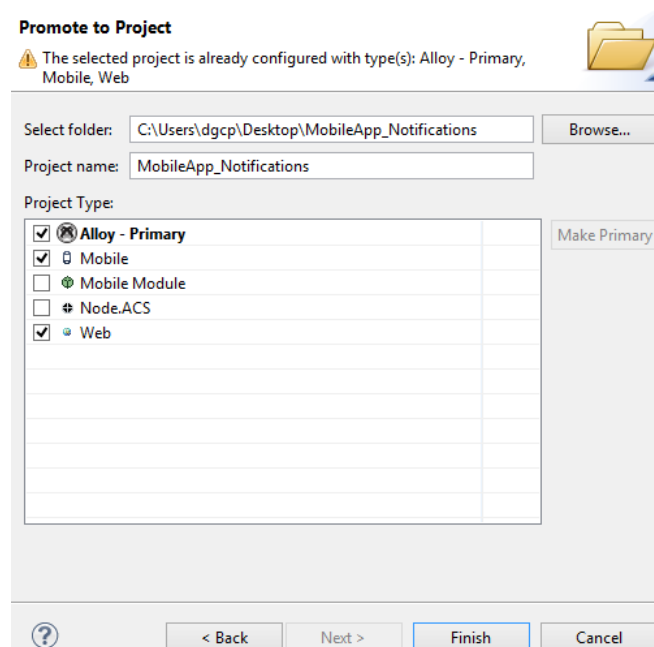 Promote to Project
The selected project is already configured with type(s): Alloy - Primary,
Mobile, Web
Select folder: C:\Users\dgcp\Desktop\MobileApp_Notifications Browse...
Project name: MobileApp_Notifications
Project Type:
Alloy - Primary Make Primary
Mobile
Mobile Module
Node.ACS
Web
? < Back Next > Finish Cancel